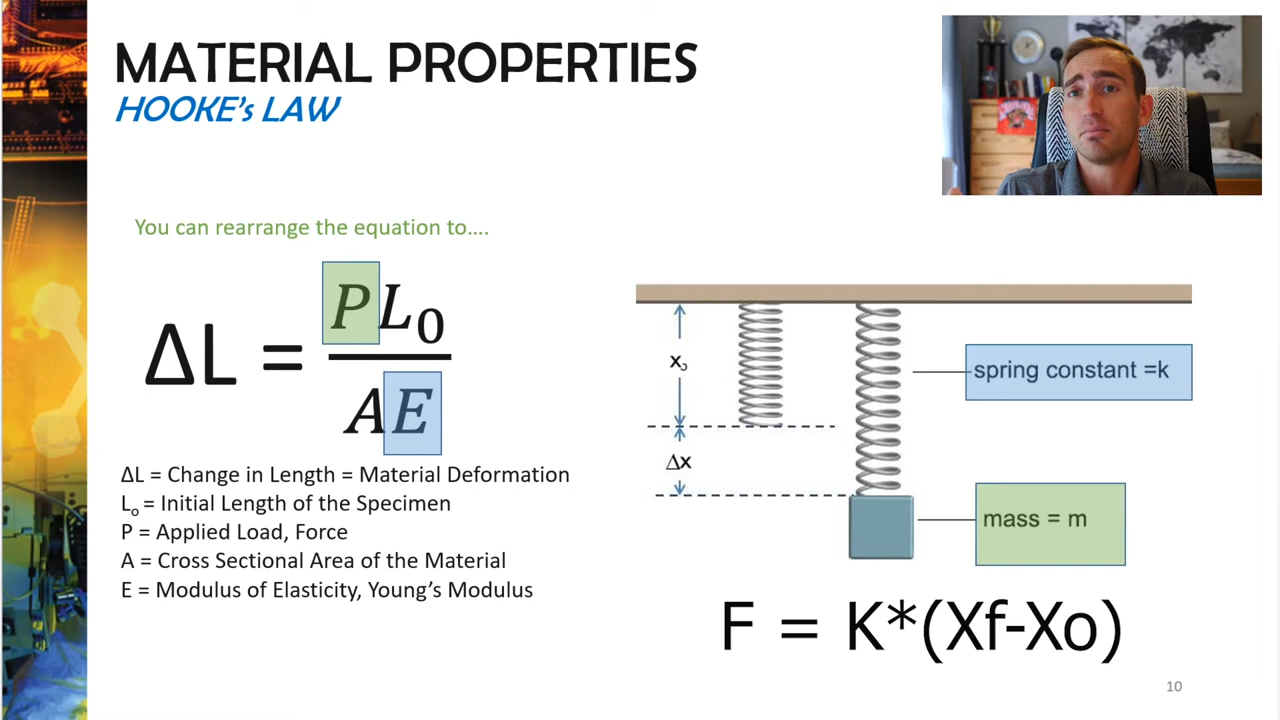 MATERIAL PROPERTIES
HOOKE's LAW
You can rearrange the equation to....
ΔL = PL₀/AE
ΔL = Change in Length = Material Deformation
Lo = Initial Length of the Specimen
P = Applied Load, Force
A = Cross Sectional Area of the Material
E = Modulus of Elasticity, Young's Modulus
xo
Δx
spring constant =k
mass = m
F = K*(Xf-Xo)
10